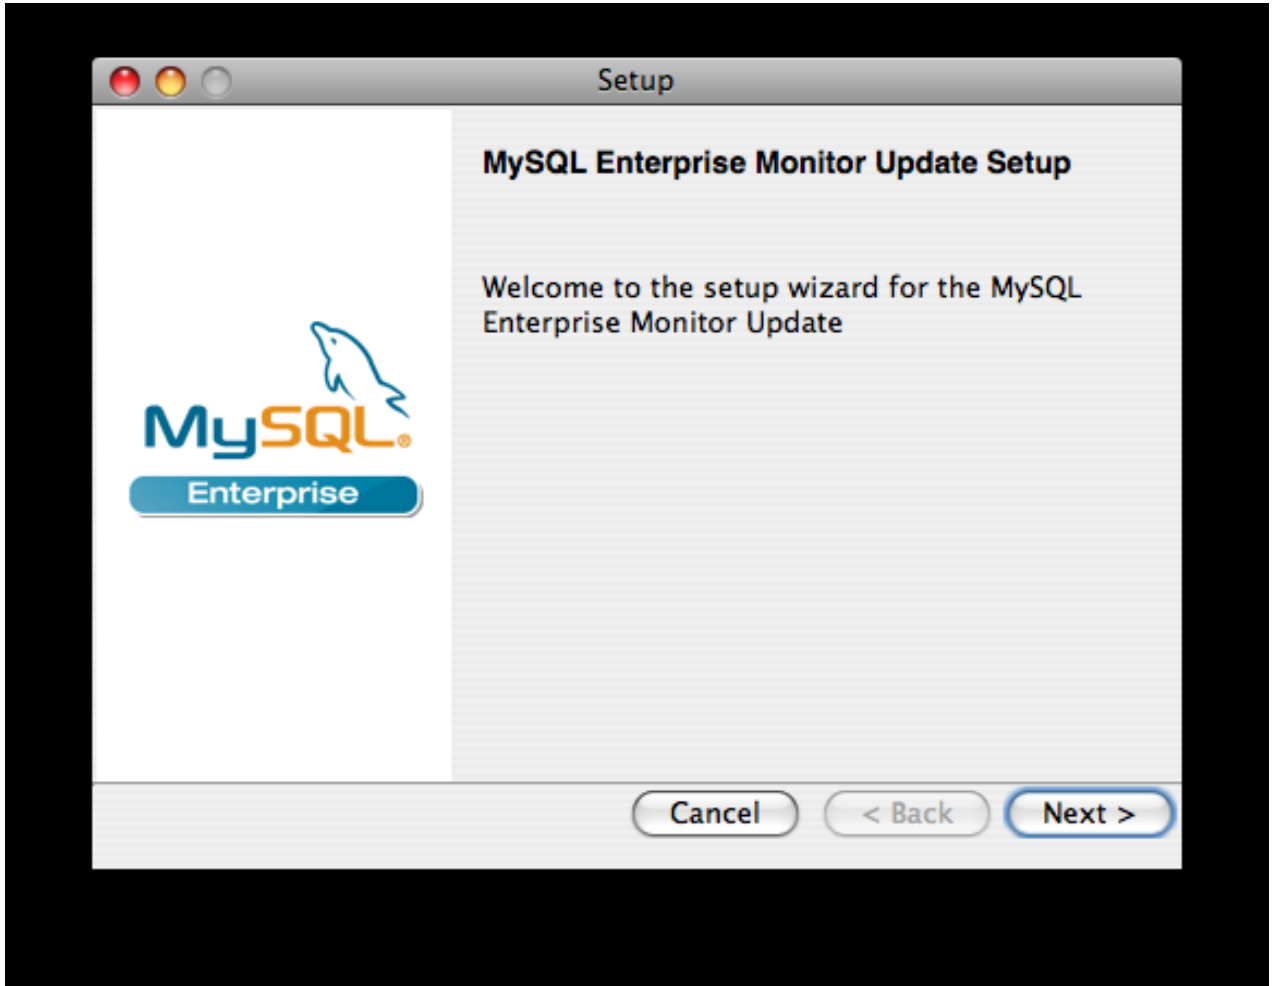 Setup
MySQL Enterprise Monitor Update Setup
Welcome to the setup wizard for the MySQL
Enterprise Monitor Update
MySQL®
Enterprise
Cancel
< Back
Next >